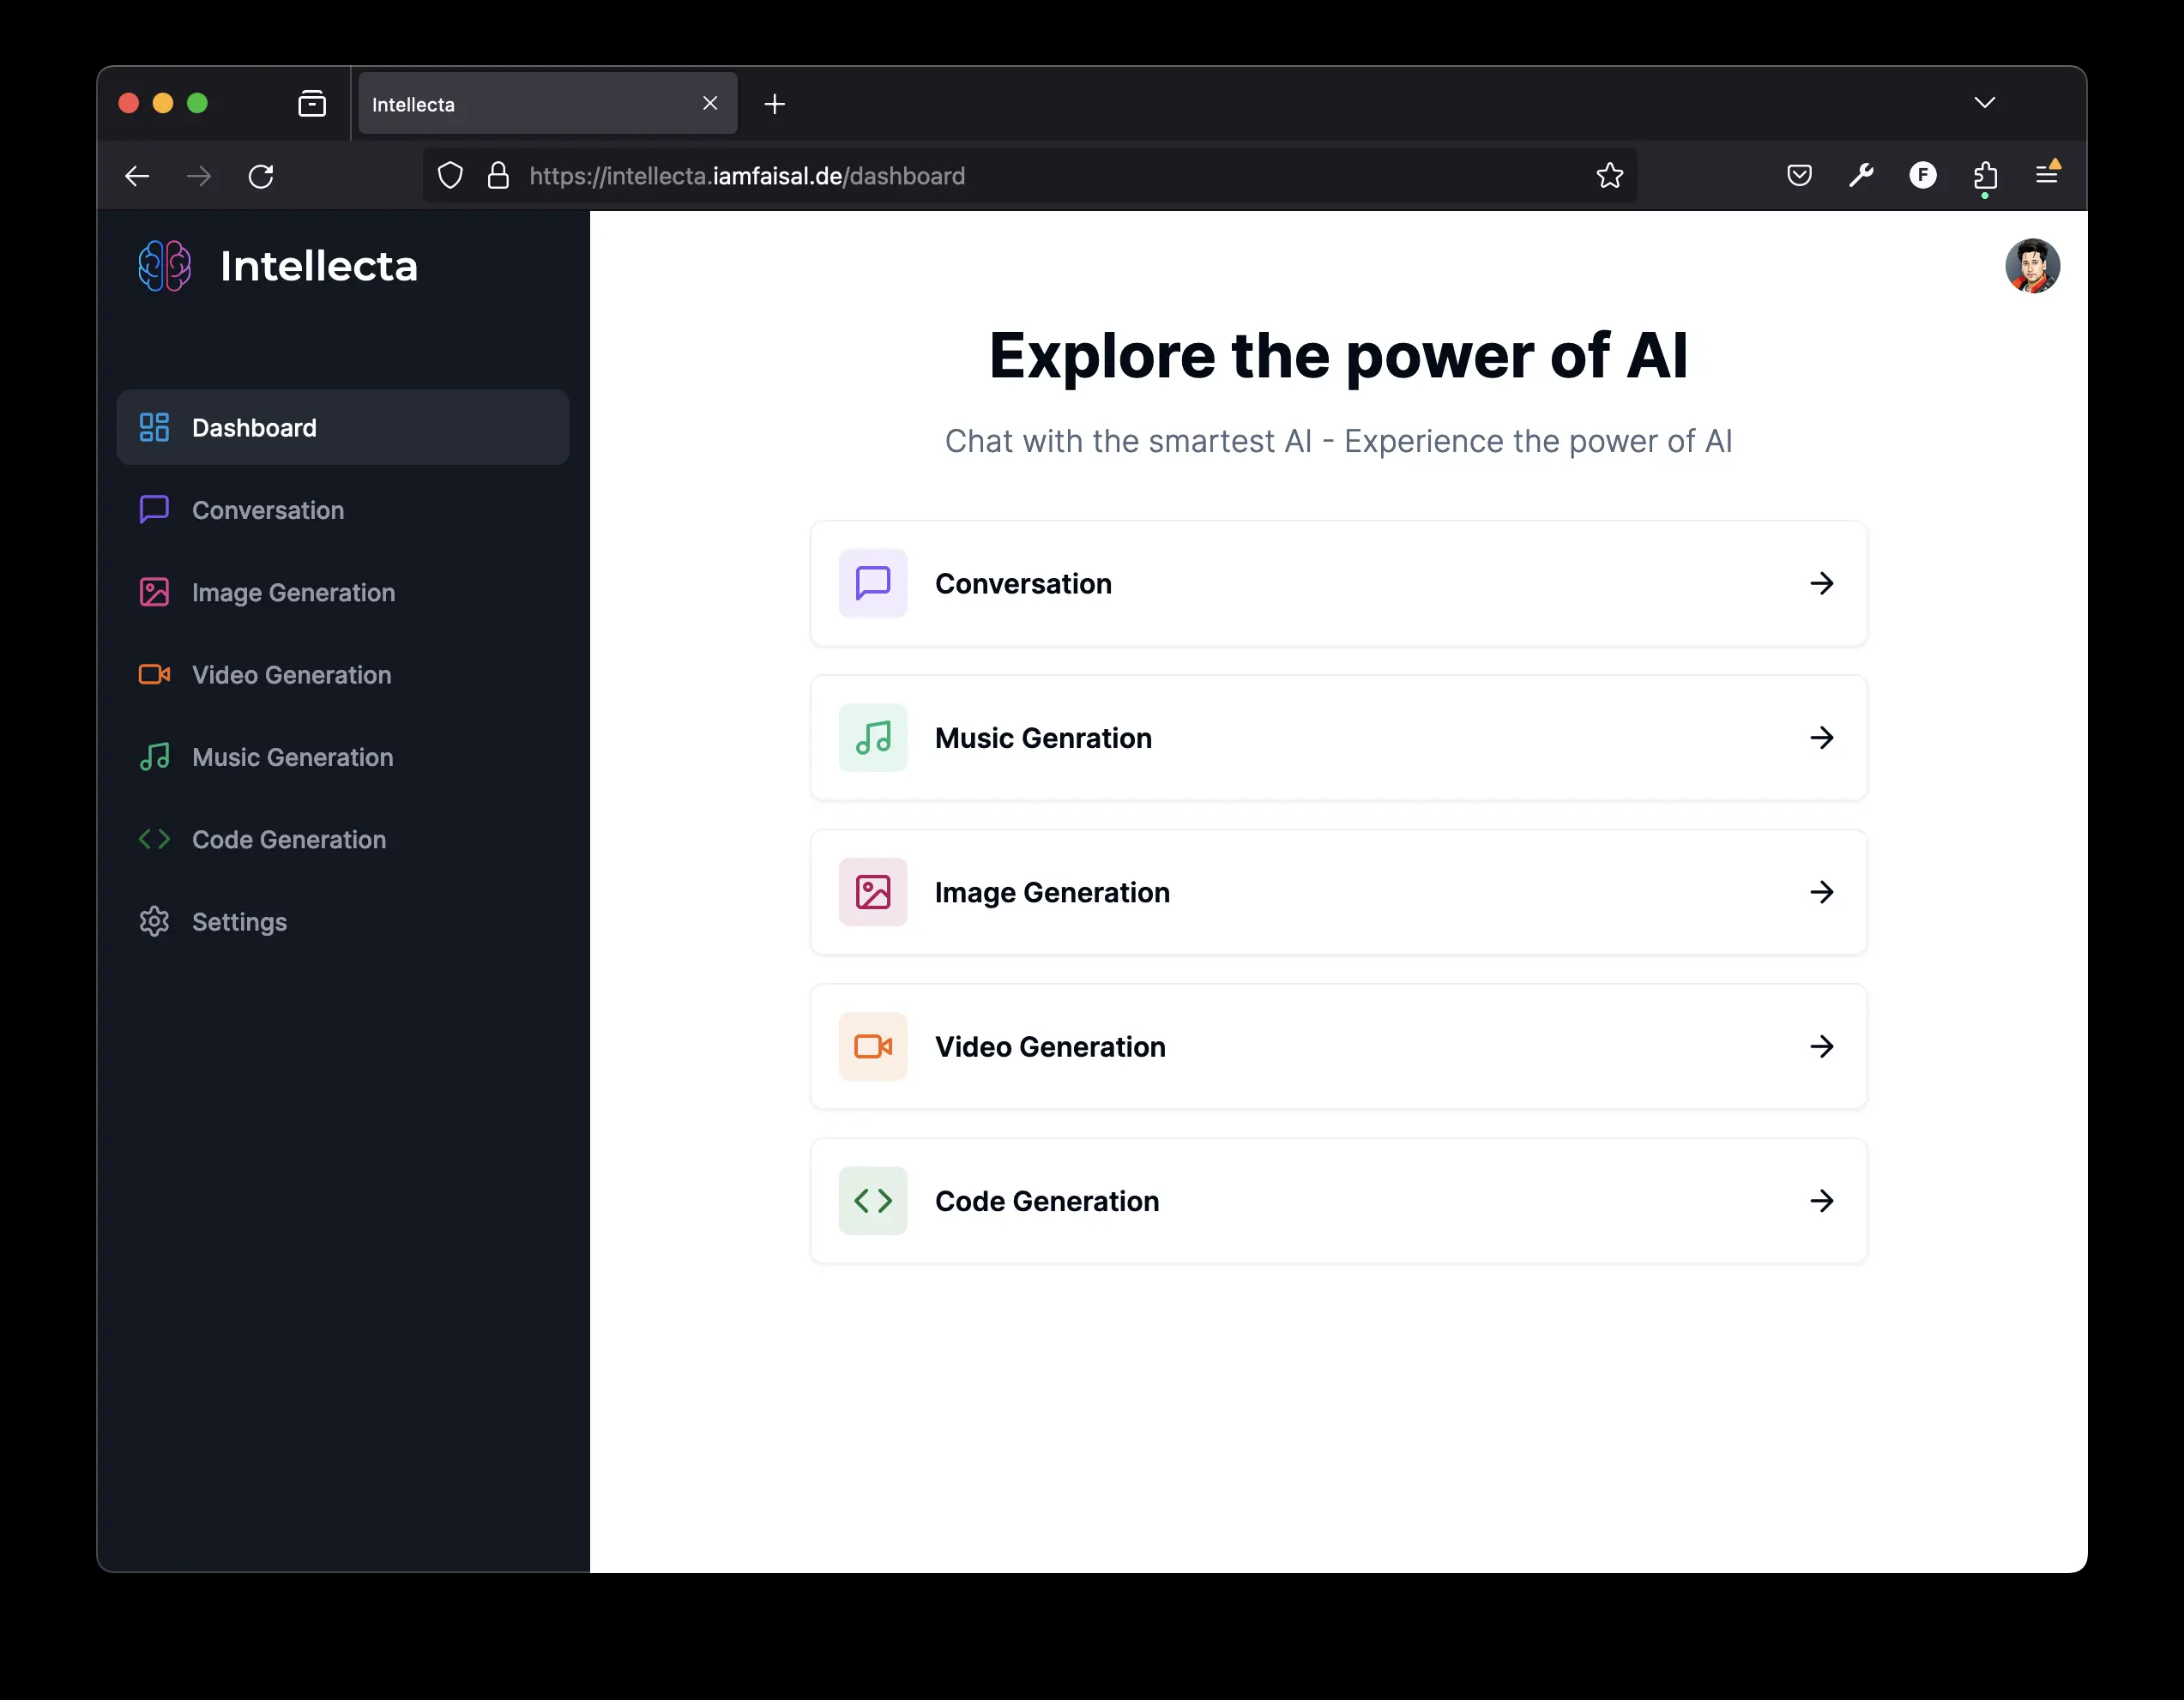 Intellecta
https://intellecta.iamfaisal.de/dashboard
F
Intellecta
Dashboard
Conversation
Image Generation
Video Generation
Music Generation
Code Generation
Settings
Explore the power of AI
Chat with the smartest AI - Experience the power of AI
Conversation
Music Genration
Image Generation
Video Generation
Code Generation